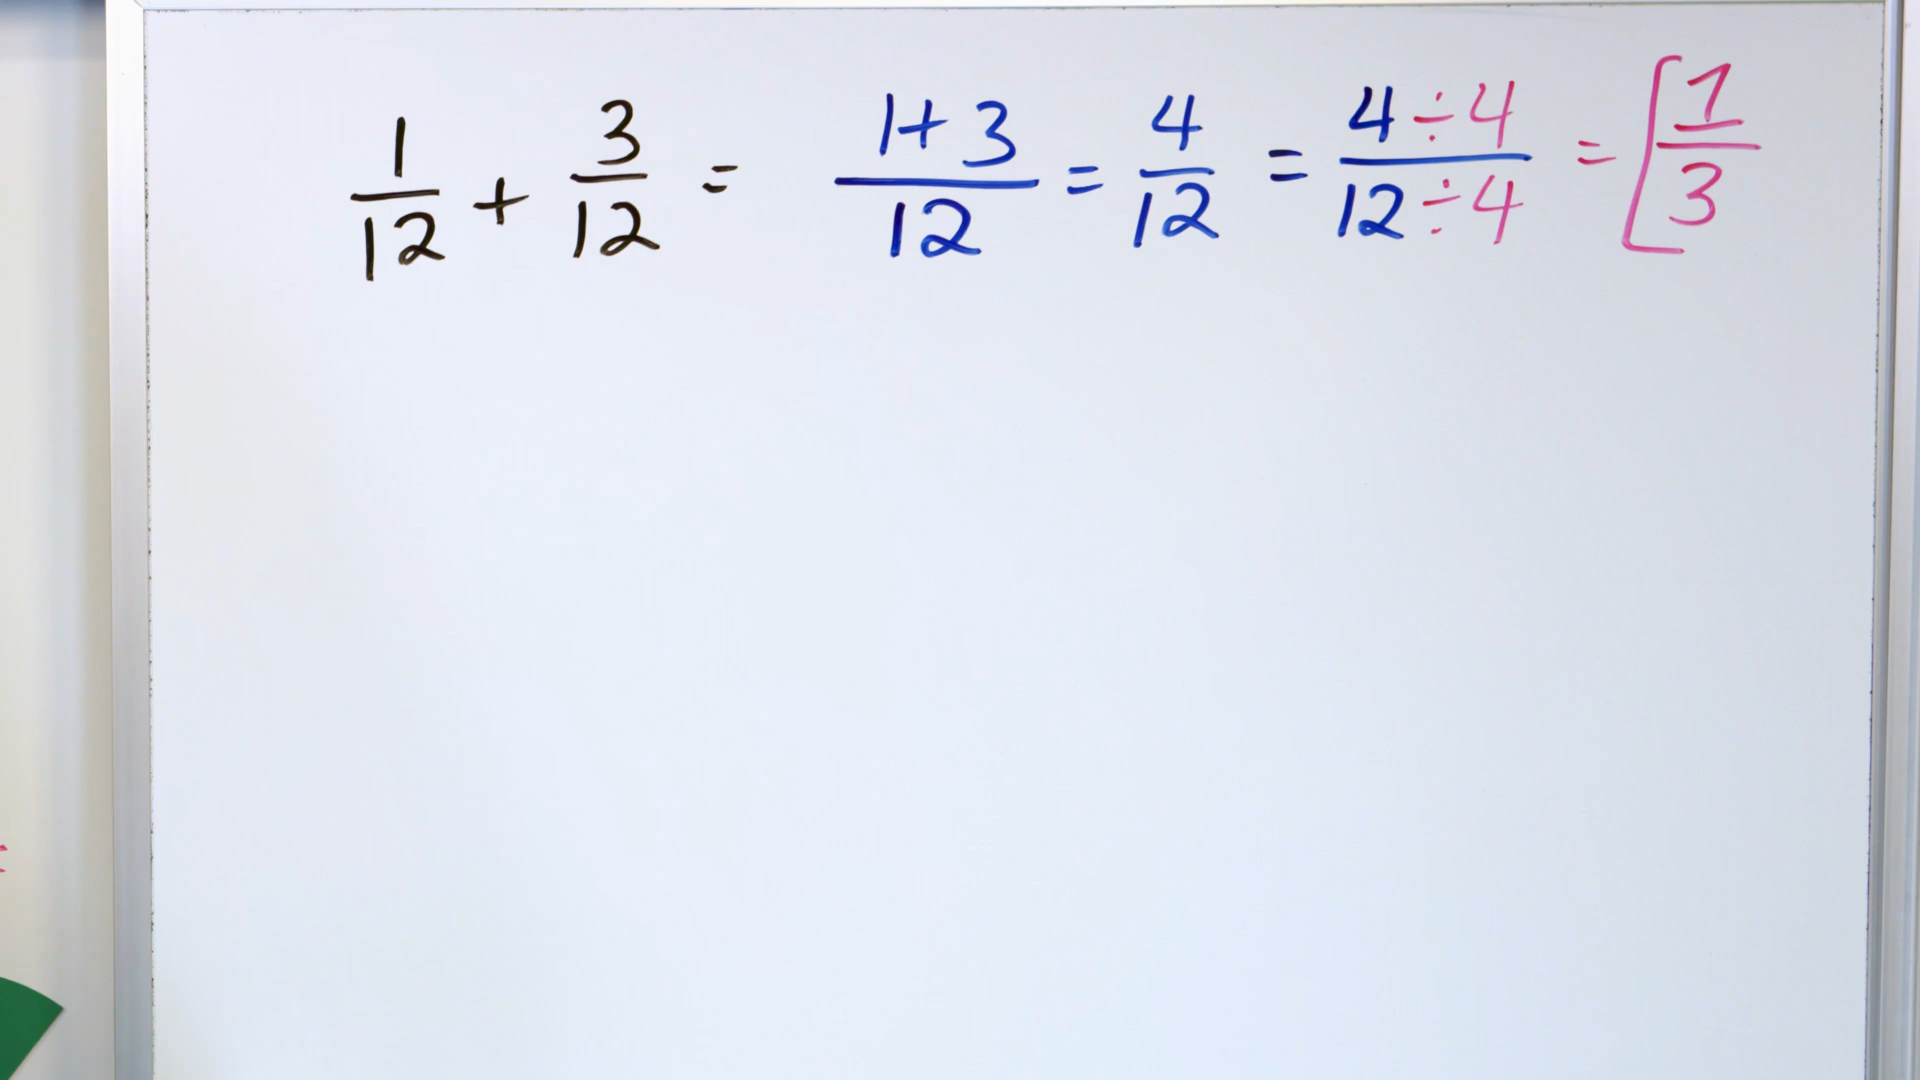 1/12 + 3/12 = 1+3/12 = 4/12 = 4÷4/12÷4 = [1/3